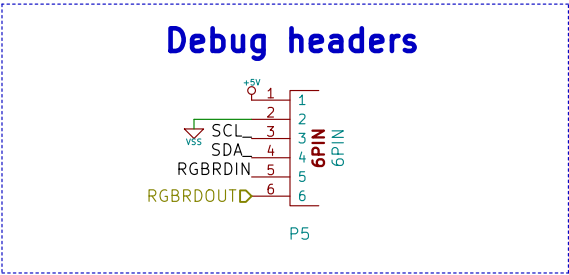 Debug headers
+5V
1 1
2 2
VSS
SCL_ 3 3
SDA_ 4 4
RGBRDIN 5 5
RGBRDOUT 6 6
6PIN
6PIN
P5